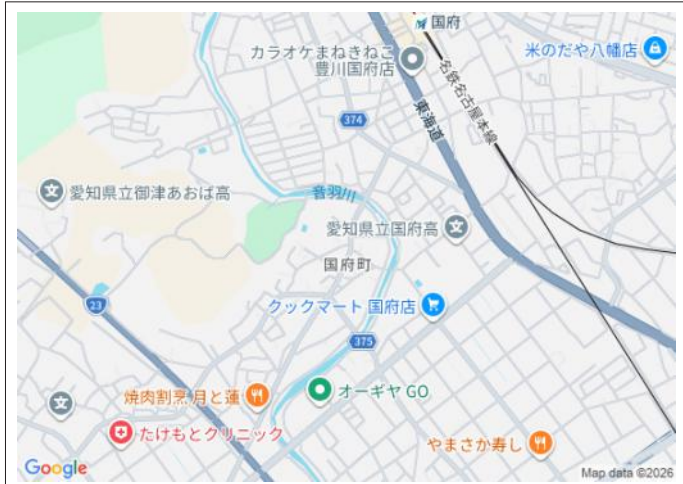 国府
カラオケまねきねこ
豊川国府店
米のだや八幡店
名鉄名古屋本線
東海道
374
愛知県立御津あおば高
音羽川
愛知県立国府高
国府町
23
クックマート 国府店
375
焼肉割烹 月と蓮
オーギヤ GO
たけもとクリニック
やまさか寿し
Google
Map data ©2026